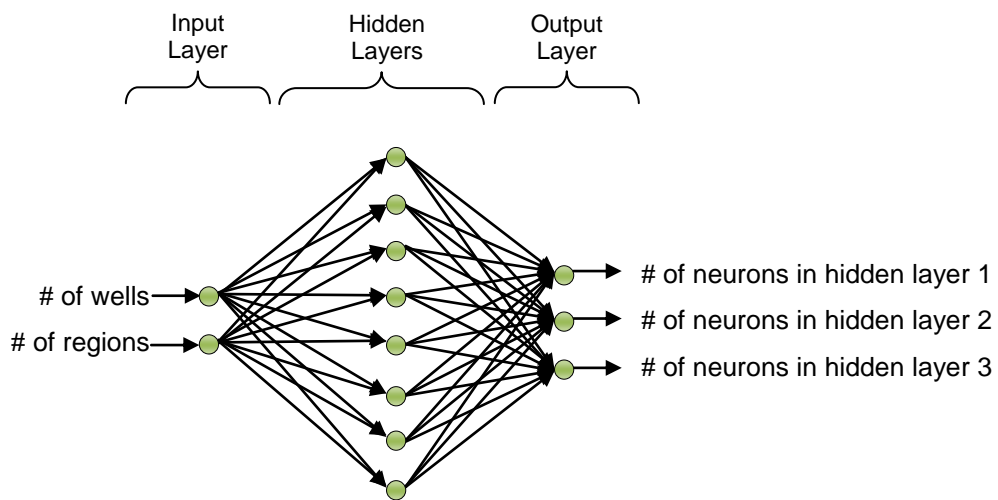 Input
Layer
Hidden
Layers
Output
Layer
# of wells
# of regions
# of neurons in hidden layer 1
# of neurons in hidden layer 2
# of neurons in hidden layer 3